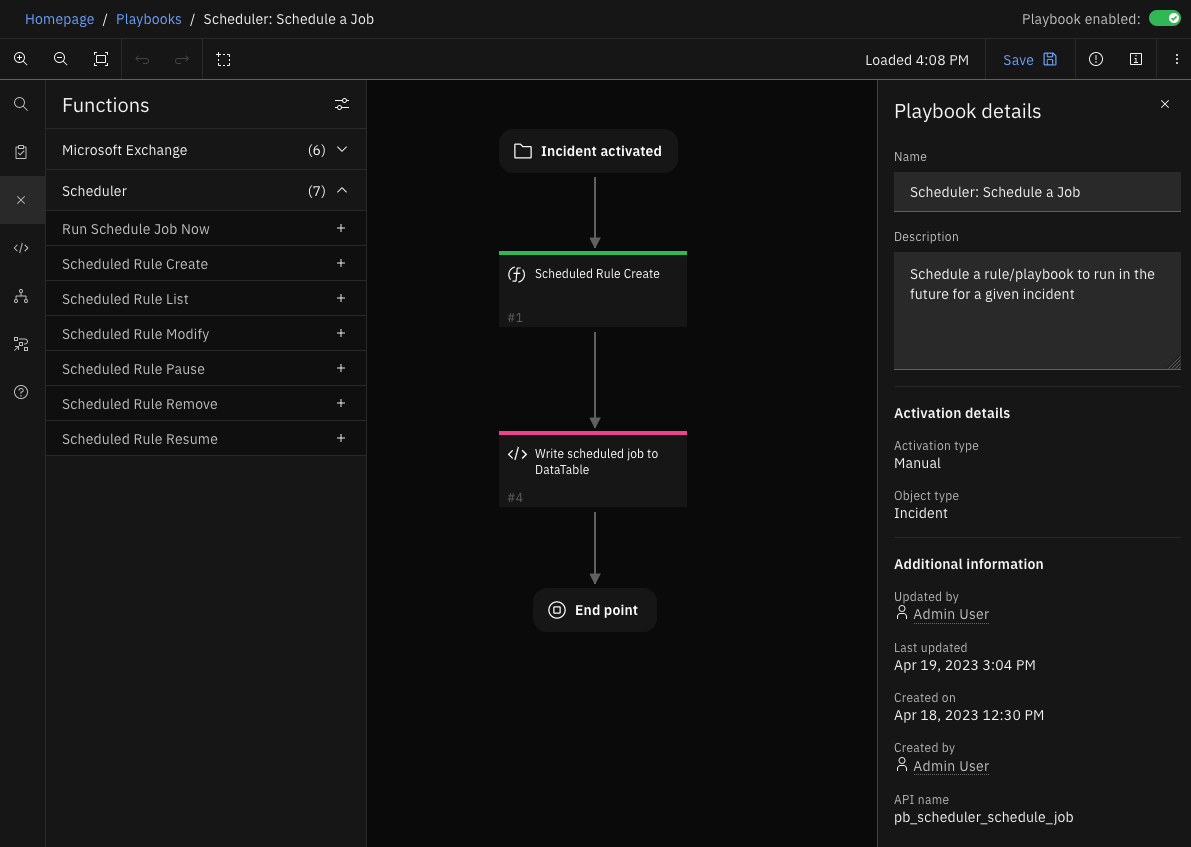 Homepage / Playbooks / Scheduler: Schedule a Job
Playbook enabled:
Loaded 4:08 PM
Save
Functions
Microsoft Exchange (6)
Scheduler (7)
Run Schedule Job Now +
Scheduled Rule Create +
Scheduled Rule List +
Scheduled Rule Modify +
Scheduled Rule Pause +
Scheduled Rule Remove +
Scheduled Rule Resume +
Incident activated
Scheduled Rule Create
#1
Write scheduled job to
DataTable
#4
End point
Playbook details
Name
Scheduler: Schedule a Job
Description
Schedule a rule/playbook to run in the
future for a given incident
Activation details
Activation type
Manual
Object type
Incident
Additional information
Updated by
Admin User
Last updated
Apr 19, 2023 3:04 PM
Created on
Apr 18, 2023 12:30 PM
Created by
Admin User
API name
pb_scheduler_schedule_job